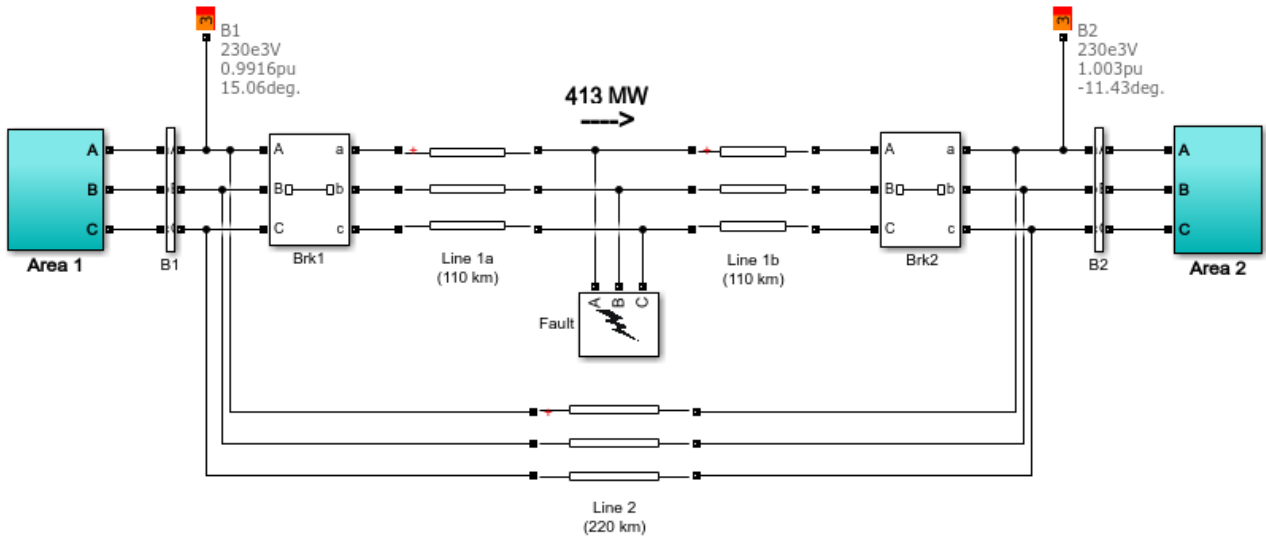 3
B1
230e3V
0.9916pu
15.06deg.
3
B2
230e3V
1.003pu
-11.43deg.
413 MW
---->
A
B
C
Area 1
A
B
C
B1
A
B
C
a
b
c
Brk1
Line 1a
(110 km)
Line 1b
(110 km)
A
B
C
a
b
c
Brk2
A
B
C
B2
A
B
C
Area 2
A
B
C
Fault
Line 2
(220 km)